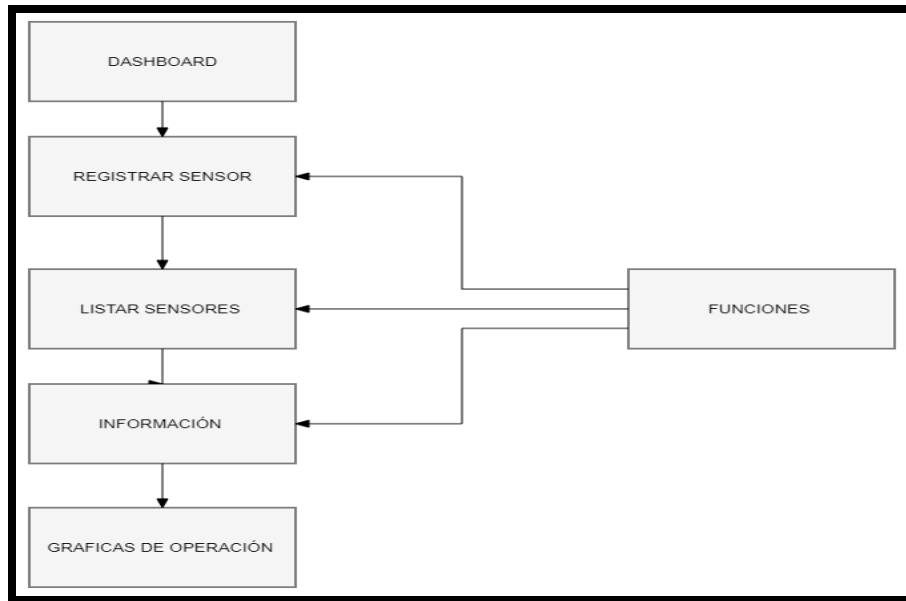 DASHBOARD
REGISTRAR SENSOR
LISTAR SENSORES
FUNCIONES
INFORMACIÓN
GRAFICAS DE OPERACIÓN